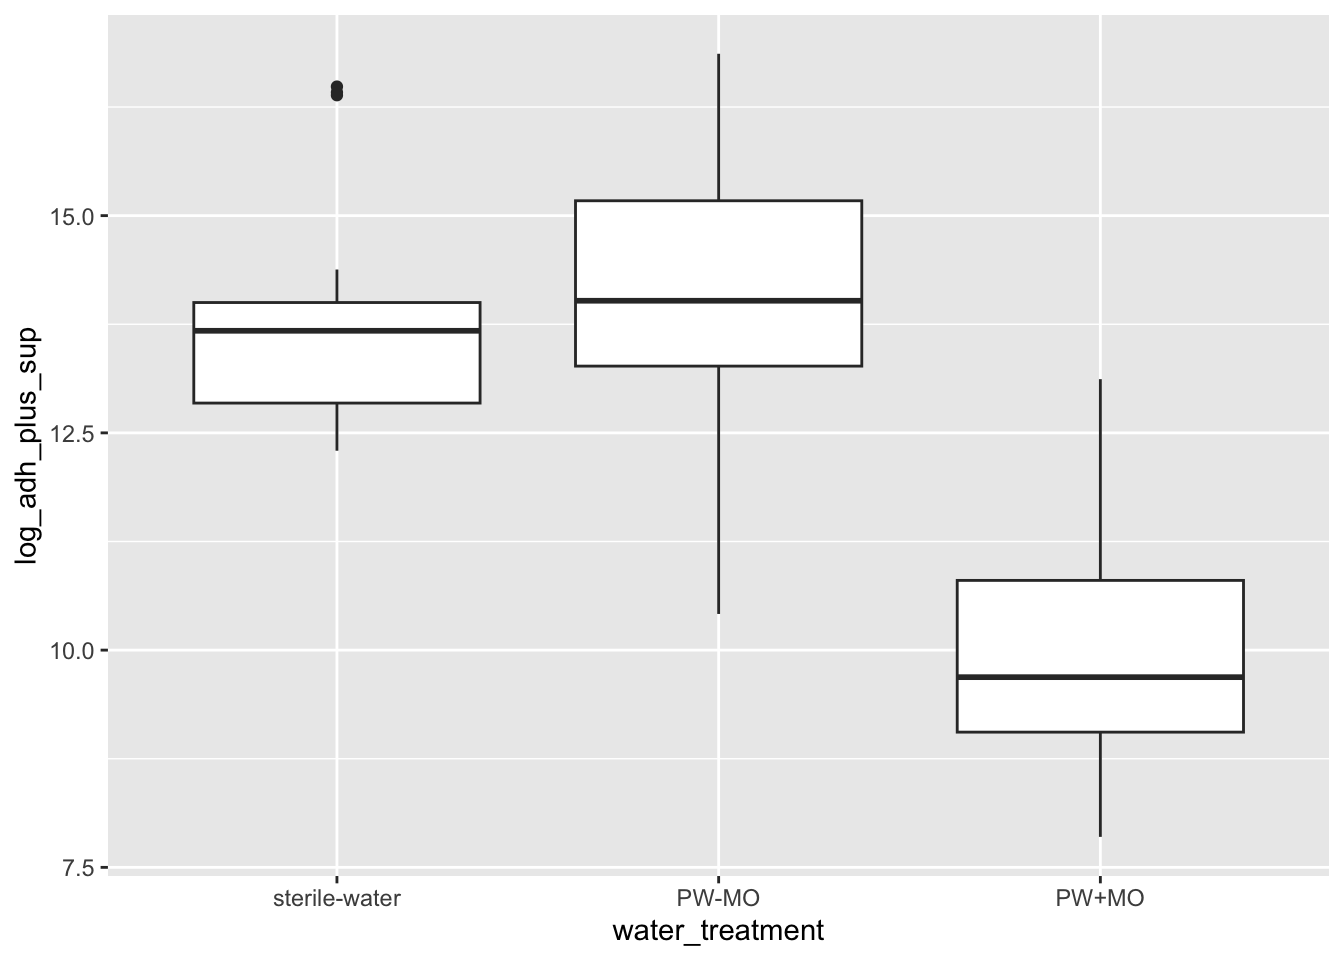 log_adh_plus_sup
15.0
12.5
10.0
7.5
sterile-water
PW-MO
PW+MO
water_treatment